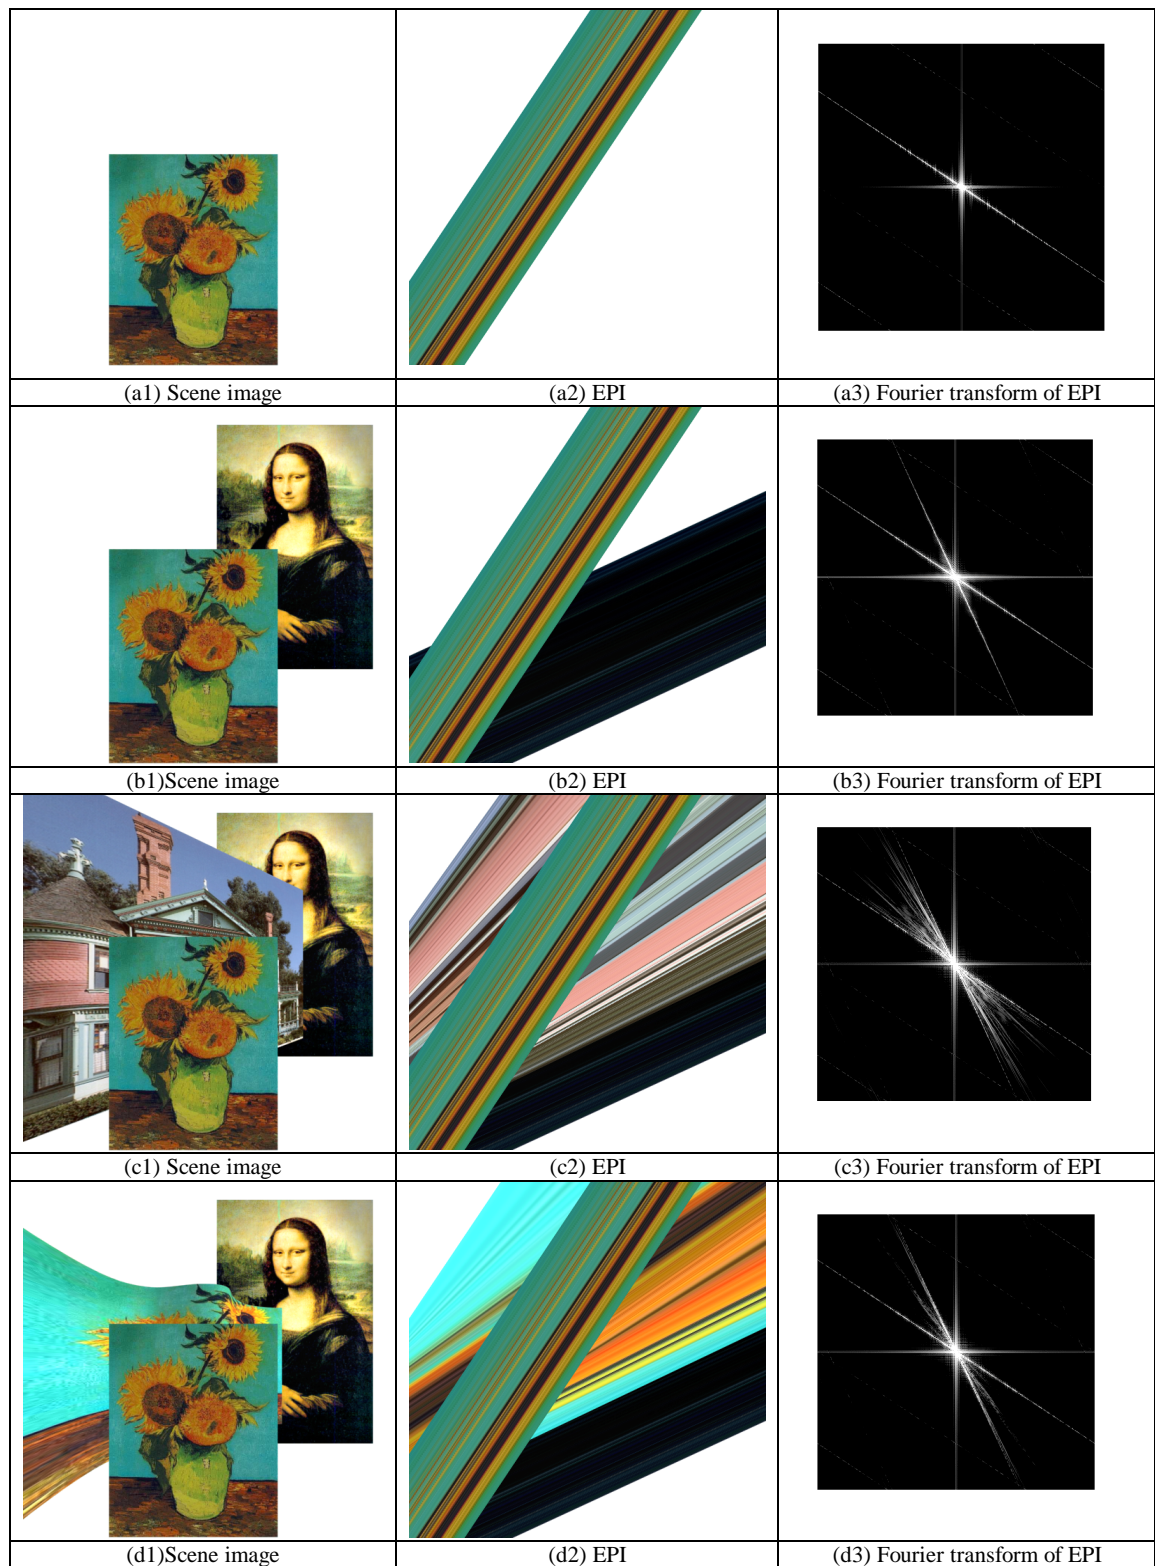 (a1) Scene image
(a2) EPI
(a3) Fourier transform of EPI
(b1)Scene image
(b2) EPI
(b3) Fourier transform of EPI
(c1) Scene image
(c2) EPI
(c3) Fourier transform of EPI
(d1)Scene image
(d2) EPI
(d3) Fourier transform of EPI